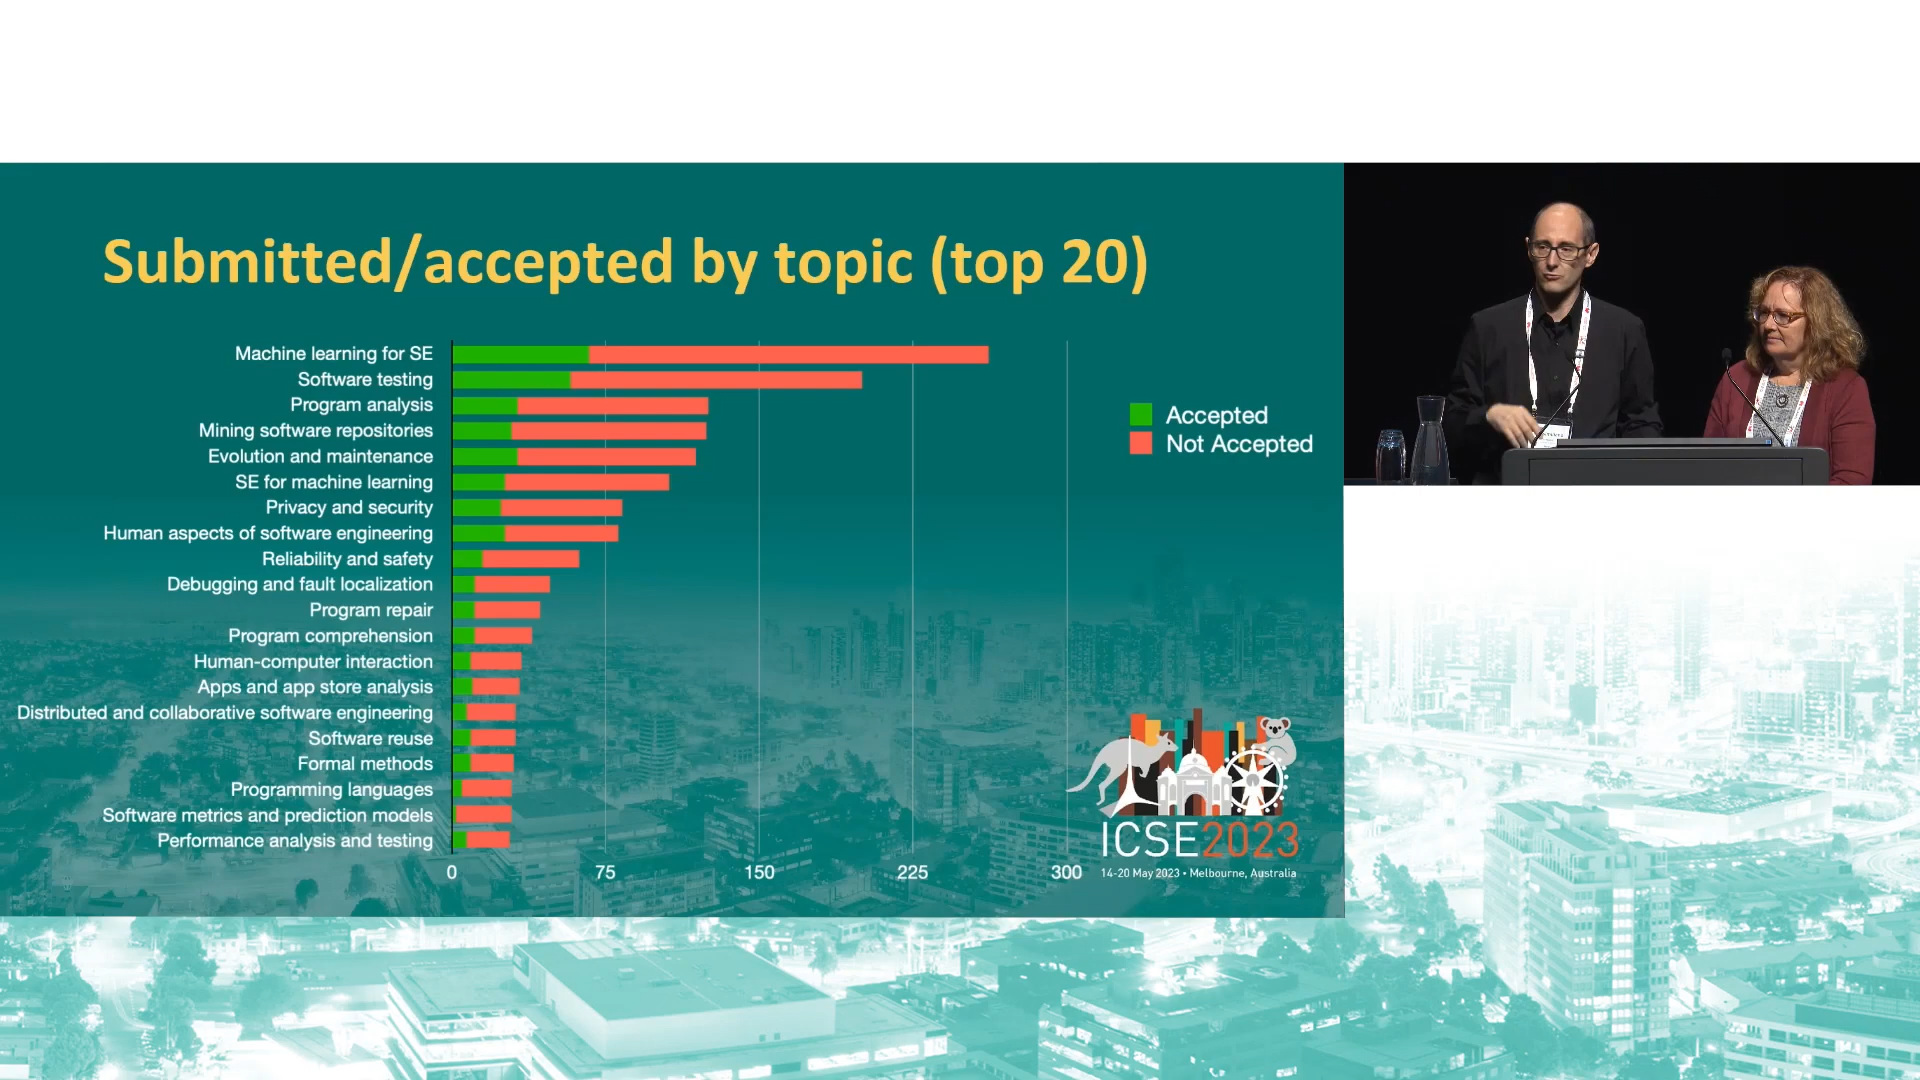 Submitted/accepted by topic (top 20)
Machine learning for SE
Software testing
Program analysis
Mining software repositories
Evolution and maintenance
SE for machine learning
Privacy and security
Human aspects of software engineering
Reliability and safety
Debugging and fault localization
Program repair
Program comprehension
Human-computer interaction
Apps and app store analysis
Distributed and collaborative software engineering
Software reuse
Formal methods
Programming languages
Software metrics and prediction models
Performance analysis and testing
0 75 150 225 300
Accepted
Not Accepted
ICSE2023
14-20 May 2023 • Melbourne, Australia